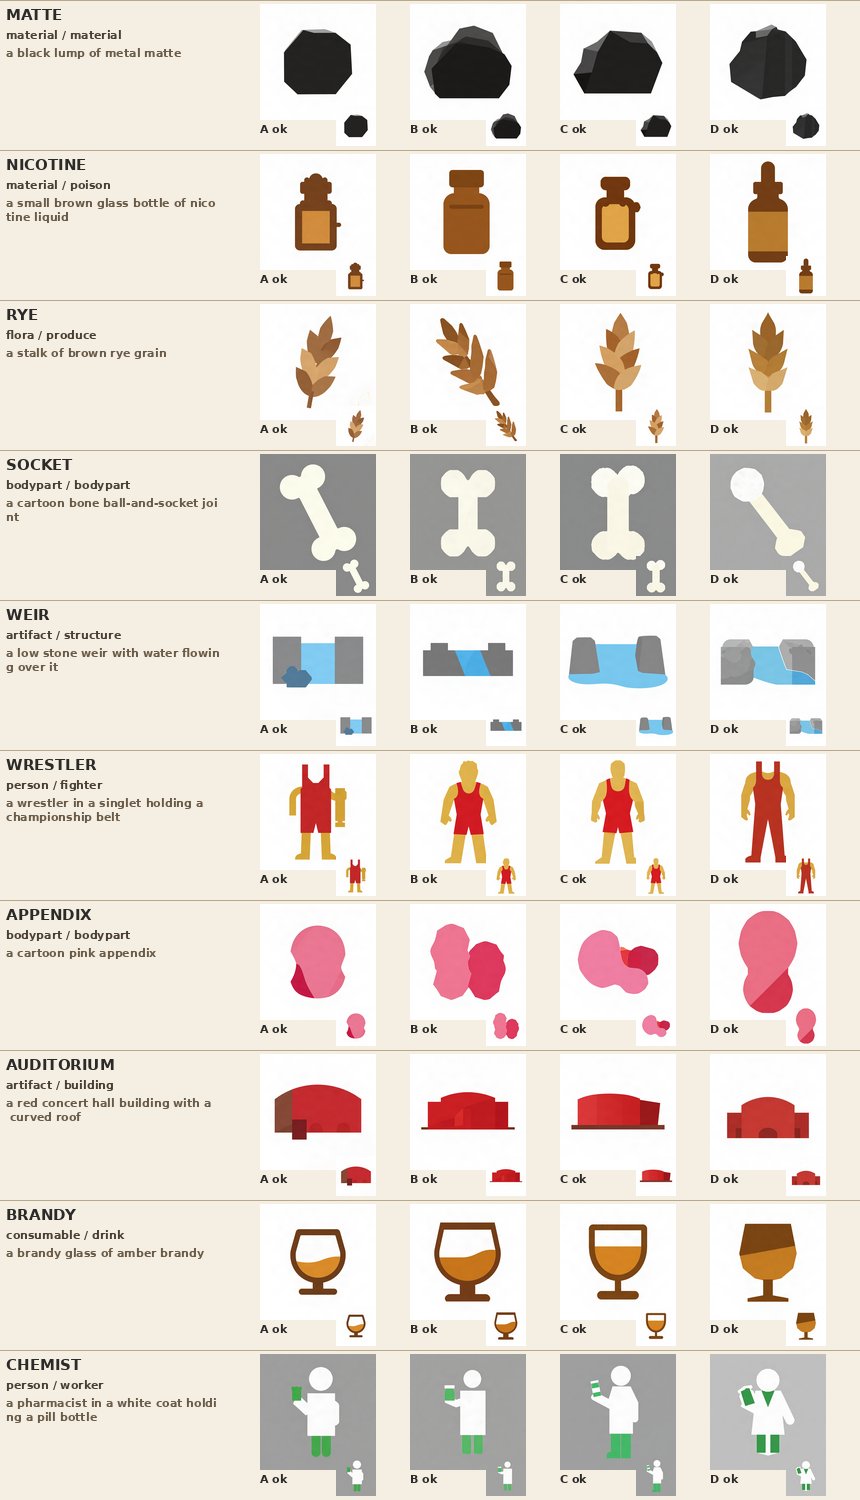 MATTE
material / material
a black lump of metal matte
A ok
B ok
C ok
D ok
NICOTINE
material / poison
a small brown glass bottle of nico
tine liquid
A ok
B ok
C ok
D ok
RYE
flora / produce
a stalk of brown rye grain
A ok
B ok
C ok
D ok
SOCKET
bodypart / bodypart
a cartoon bone ball-and-socket joi
nt
A ok
B ok
C ok
D ok
WEIR
artifact / structure
a low stone weir with water flowin
g over it
A ok
B ok
C ok
D ok
WRESTLER
person / fighter
a wrestler in a singlet holding a
championship belt
A ok
B ok
C ok
D ok
APPENDIX
bodypart / bodypart
a cartoon pink appendix
A ok
B ok
C ok
D ok
AUDITORIUM
artifact / building
a red concert hall building with a
curved roof
A ok
B ok
C ok
D ok
BRANDY
consumable / drink
a brandy glass of amber brandy
A ok
B ok
C ok
D ok
CHEMIST
person / worker
a pharmacist in a white coat holdi
ng a pill bottle
A ok
B ok
C ok
D ok